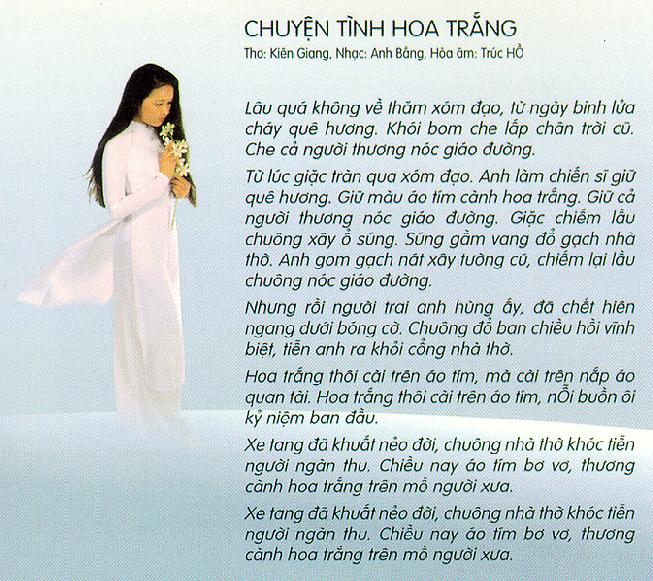 CHUYỆN TÌNH HOA TRẮNG
Thơ: Kiên Giang, Nhạc: Anh Bằng. Hòa âm: Trúc HỒ
Lâu quá không về thăm xóm đạo, từ ngày binh lửa
cháy quê hương. Khói bom che lấp chân trời cũ.
Che cả người thương nóc giáo đường.
Từ lúc giặc tràn qua xóm đạo. Anh làm chiến sĩ giữ
quê hương. Giữ màu áo tím cành hoa trắng. Giữ cả
người thương nóc giáo đường. Giặc chiếm lầu
chuông xây ổ súng. Súng gầm vang đổ gạch nhà
thờ. Anh gom gạch nát xây tường cũ, chiếm lại lầu
chuông nóc giáo đường.
Nhưng rồi người trai anh hùng ấy, đã chết hiên
ngang dưới bóng cờ. Chuông đổ ban chiều hồi vĩnh
biệt, tiễn anh ra khỏi cổng nhà thờ.
Hoa trắng thôi cài trên áo tím, mà cài trên nắp áo
quan tài. Hoa trắng thôi cài trên áo tím, nỖi buồn ôi
kỷ niệm ban đầu.
Xe tang đã khuất nẻo đời, chuông nhà thờ khóc tiễn
người ngàn thu. Chiều nay áo tím bơ vơ, thương
cành hoa trắng trên mồ người xưa.
Xe tang đã khuất nẻo đời, chuông nhà thờ khóc tiễn
người ngàn thu. Chiều nay áo tím bơ vơ, thương
cành hoa trắng trên mồ người xưa.